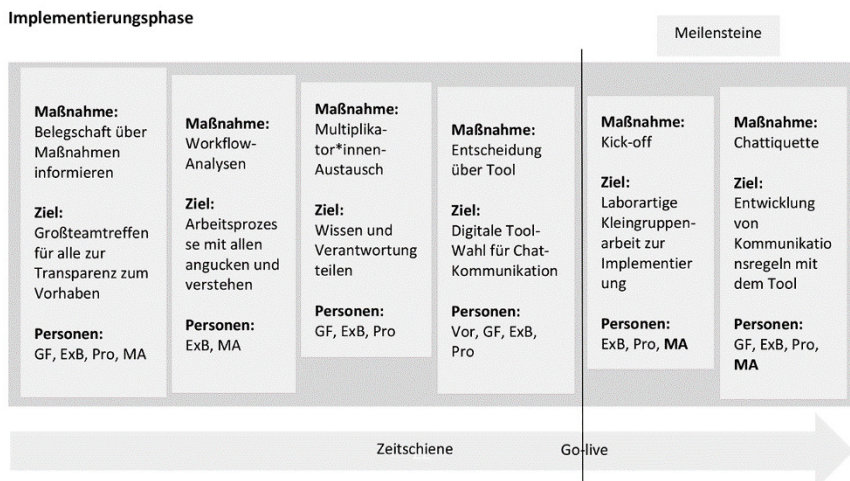 Implementierungsphase
Meilensteine
Maßnahme:
Belegschaft über
Maßnahmen
informieren
Ziel:
Großteamtreffen
für alle zur
Transparenz zum
Vorhaben
Personen:
GF, ExB, Pro, MA
Maßnahme:
Workflow-
Analysen
Ziel:
Arbeitsprozes
se mit allen
angucken und
verstehen
Personen:
ExB, MA
Maßnahme:
Multiplika-
tor*innen-
Austausch
Ziel:
Wissen und
Verantwortung
teilen
Personen:
GF, ExB, Pro
Maßnahme:
Entscheidung
über Tool
Ziel:
Digitale Tool-
Wahl für Chat-
Kommunikation
Personen:
Vor, GF, ExB,
Pro
Maßnahme:
Kick-off
Ziel:
Laborartige
Kleingruppen-
arbeit zur
Implementier
ung
Personen:
ExB, Pro, MA
Maßnahme:
Chattiquette
Ziel:
Entwicklung
von
Kommunikatio
nsregeln mit
dem Tool
Personen:
GF, ExB, Pro,
MA
Zeitschiene
Go-live